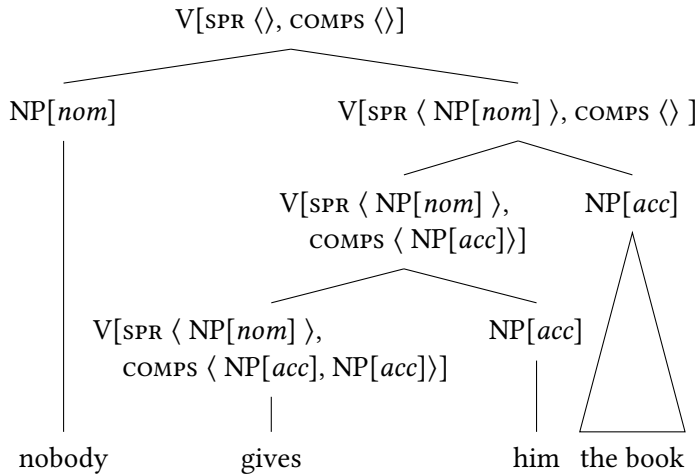 V[SPR ⟨⟩, COMPS ⟨⟩]
NP[nom] V[SPR ⟨ NP[nom] ⟩, COMPS ⟨⟩ ]
V[SPR ⟨ NP[nom] ⟩, NP[acc]
COMPS ⟨ NP[acc]⟩]
V[SPR ⟨ NP[nom] ⟩, NP[acc]
COMPS ⟨ NP[acc], NP[acc]⟩]
nobody gives him the book